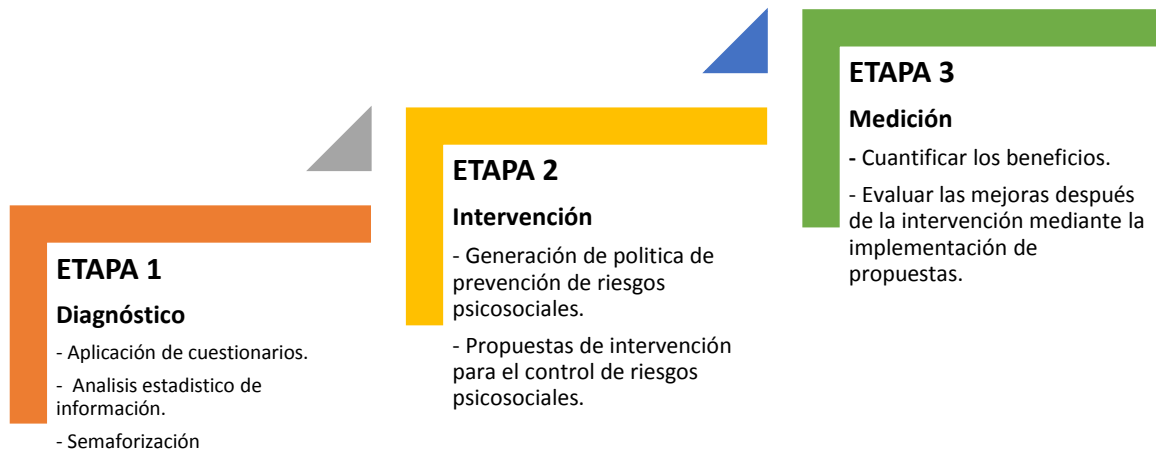 ETAPA 1
Diagnóstico
- Aplicación de cuestionarios.
- Analisis estadistico de
información.
- Semaforización
ETAPA 2
Intervención
- Generación de politica de
prevención de riesgos
psicosociales.
- Propuestas de intervención
para el control de riesgos
psicosociales.
ETAPA 3
Medición
- Cuantificar los beneficios.
- Evaluar las mejoras después
de la intervención mediante la
implementación de
propuestas.